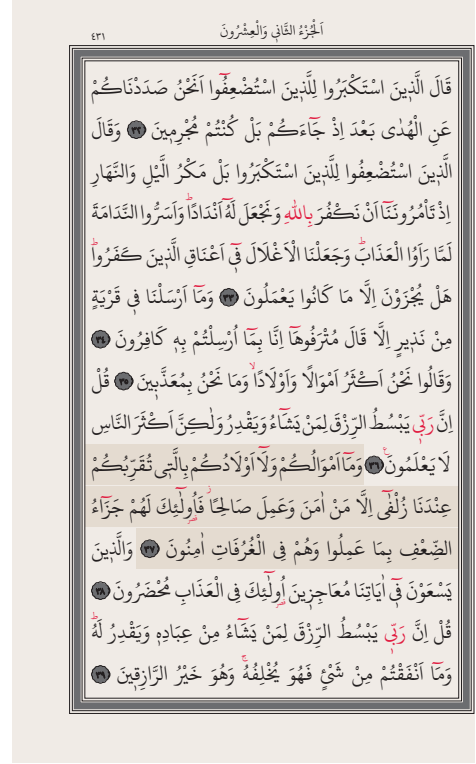 اَلْجُزْءُ الثَّانِي وَالْعِشْرُونَ
٤٣١
قَالَ الَّذِينَ اسْتَكْبَرُوا لِلَّذِينَ اسْتُضْعِفُٓوا اَنَحْنُ صَدَدْنَاكُمْ
عَنِ الْهُدٰى بَعْدَ اِذْ جَٓاءَكُمْ بَلْ كُنْتُمْ مُجْرِمِينَ ٣٢ وَقَالَ
الَّذِينَ اسْتُضْعِفُوا لِلَّذِينَ اسْتَكْبَرُوا بَلْ مَكْرُ الَّيْلِ وَالنَّهَارِ
اِذْ تَأْمُرُونَنَٓا اَنْ نَكْفُرَ بِاللّٰهِ وَنَجْعَلَ لَهُٓ اَنْدَادًاۜ وَاَسَرُّوا النَّدَامَةَ
لَمَّا رَاَوُا الْعَذَابَۜ وَجَعَلْنَا الْاَغْلَالَ فِٓي اَعْنَاقِ الَّذِينَ كَفَرُواۜ
هَلْ يُجْزَوْنَ اِلَّا مَا كَانُوا يَعْمَلُونَ ٣٣ وَمَٓا اَرْسَلْنَا فِي قَرْيَةٍ
مِنْ نَذِيرٍ اِلَّا قَالَ مُتْرَفُوهَٓا اِنَّا بِمَٓا اُرْسِلْتُمْ بِهِ كَافِرُونَ ٣٤
وَقَالُوا نَحْنُ اَكْثَرُ اَمْوَالًا وَاَوْلَادًاۙ وَمَا نَحْنُ بِمُعَذَّبِينَ ٣٥ قُلْ
اِنَّ رَبِّي يَبْسُطُ الرِّزْقَ لِمَنْ يَشَٓاءُ وَيَقْدِرُ وَلٰكِنَّ اَكْثَرَ النَّاسِ
لَا يَعْلَمُونَ۟ ٣٦ وَمَٓا اَمْوَالُكُمْ وَلَٓا اَوْلَادُكُمْ بِالَّتِي تُقَرِّبُكُمْ
عِنْدَنَا زُلْفٰٓى اِلَّا مَنْ اٰمَنَ وَعَمِلَ صَالِحًاۘ فَاُو۬لٰٓئِكَ لَهُمْ جَزَٓاءُ
الضِّعْفِ بِمَا عَمِلُوا وَهُمْ فِي الْغُرُفَاتِ اٰمِنُونَ ٣٧ وَالَّذِينَ
يَسْعَوْنَ فِٓي اٰيَاتِنَا مُعَاجِزِينَ اُو۬لٰٓئِكَ فِي الْعَذَابِ مُحْضَرُونَ ٣٨
قُلْ اِنَّ رَبِّي يَبْسُطُ الرِّزْقَ لِمَنْ يَشَٓاءُ مِنْ عِبَادِهِ وَيَقْدِرُ لَهُۜ
وَمَٓا اَنْفَقْتُمْ مِنْ شَيْئٍ فَهُوَ يُخْلِفُهُۚ وَهُوَ خَيْرُ الرَّازِقِينَ ٣٩